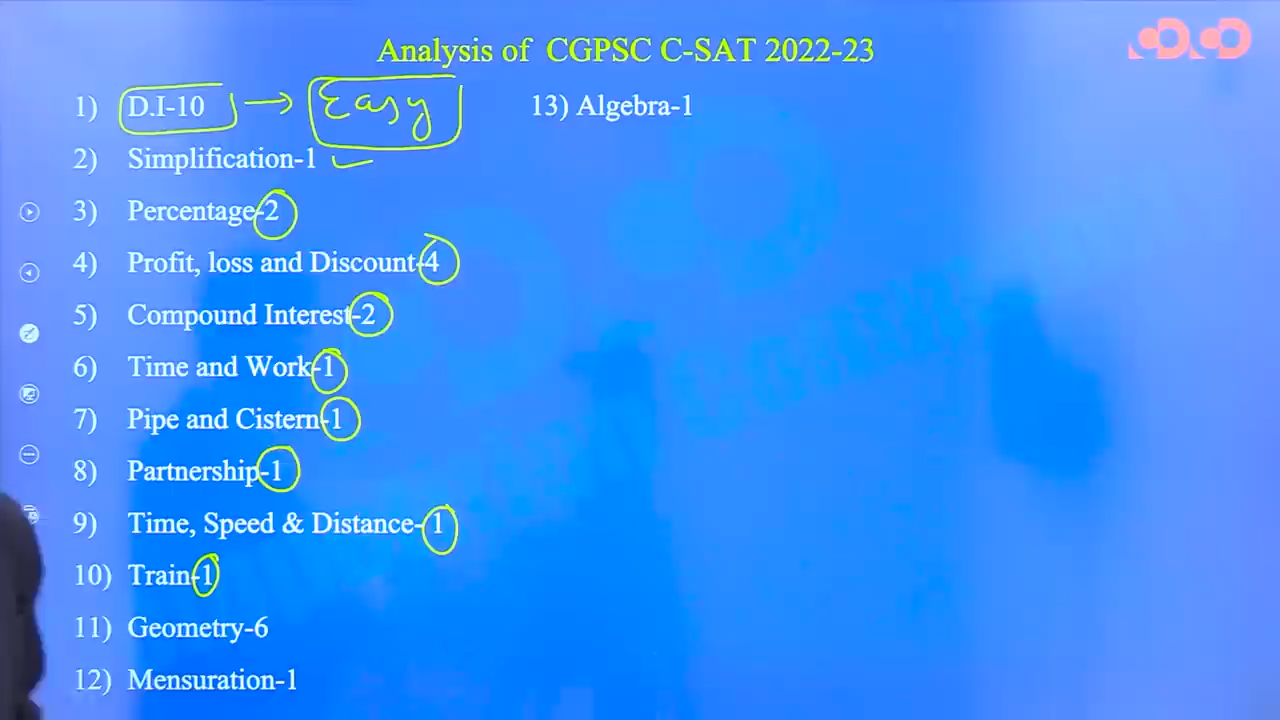 Analysis of CGPSC C-SAT 2022-23
1) D.I-10 → Easy
2) Simplification-1
3) Percentage-2
4) Profit, loss and Discount-4
5) Compound Interest-2
6) Time and Work-1
7) Pipe and Cistern-1
8) Partnership-1
9) Time, Speed & Distance-1
10) Train-1
11) Geometry-6
12) Mensuration-1
13) Algebra-1